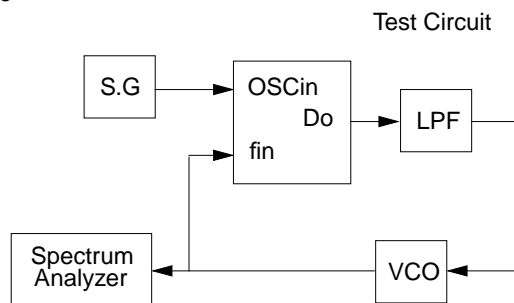 Test Circuit
S.G
OSCin
Do
LPF
fin
Spectrum
Analyzer
VCO